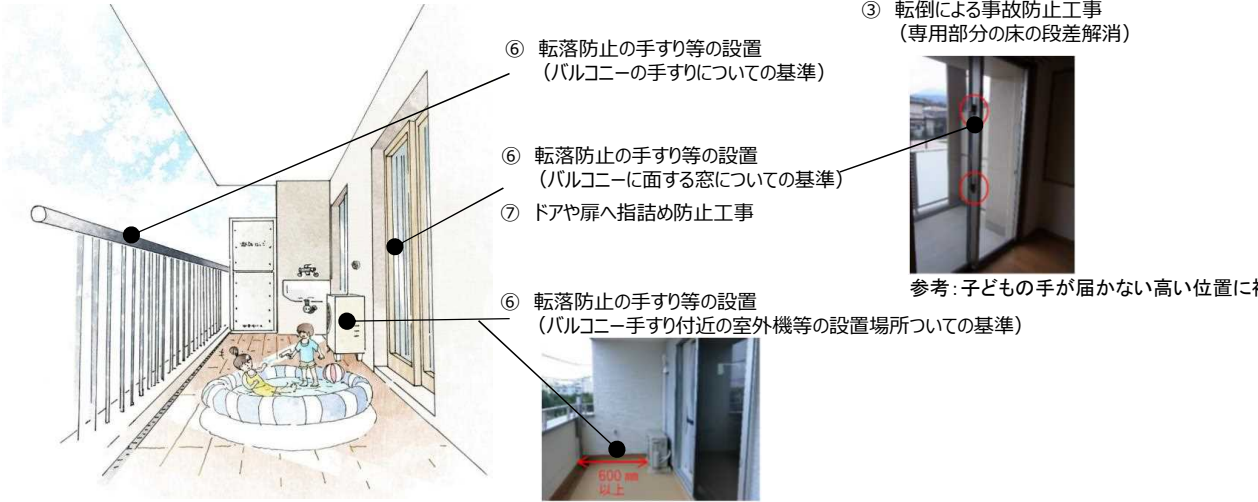 ③ 転倒による事故防止工事
(専用部分の床の段差解消)
⑥ 転落防止の手すり等の設置
(バルコニーの手すりについての基準)
⑥ 転落防止の手すり等の設置
(バルコニーに面する窓についての基準)
⑦ ドアや扉へ指詰め防止工事
参考:子どもの手が届かない高い位置に
⑥ 転落防止の手すり等の設置
(バルコニー手すり付近の室外機等の設置場所ついての基準)
600 mm
以上